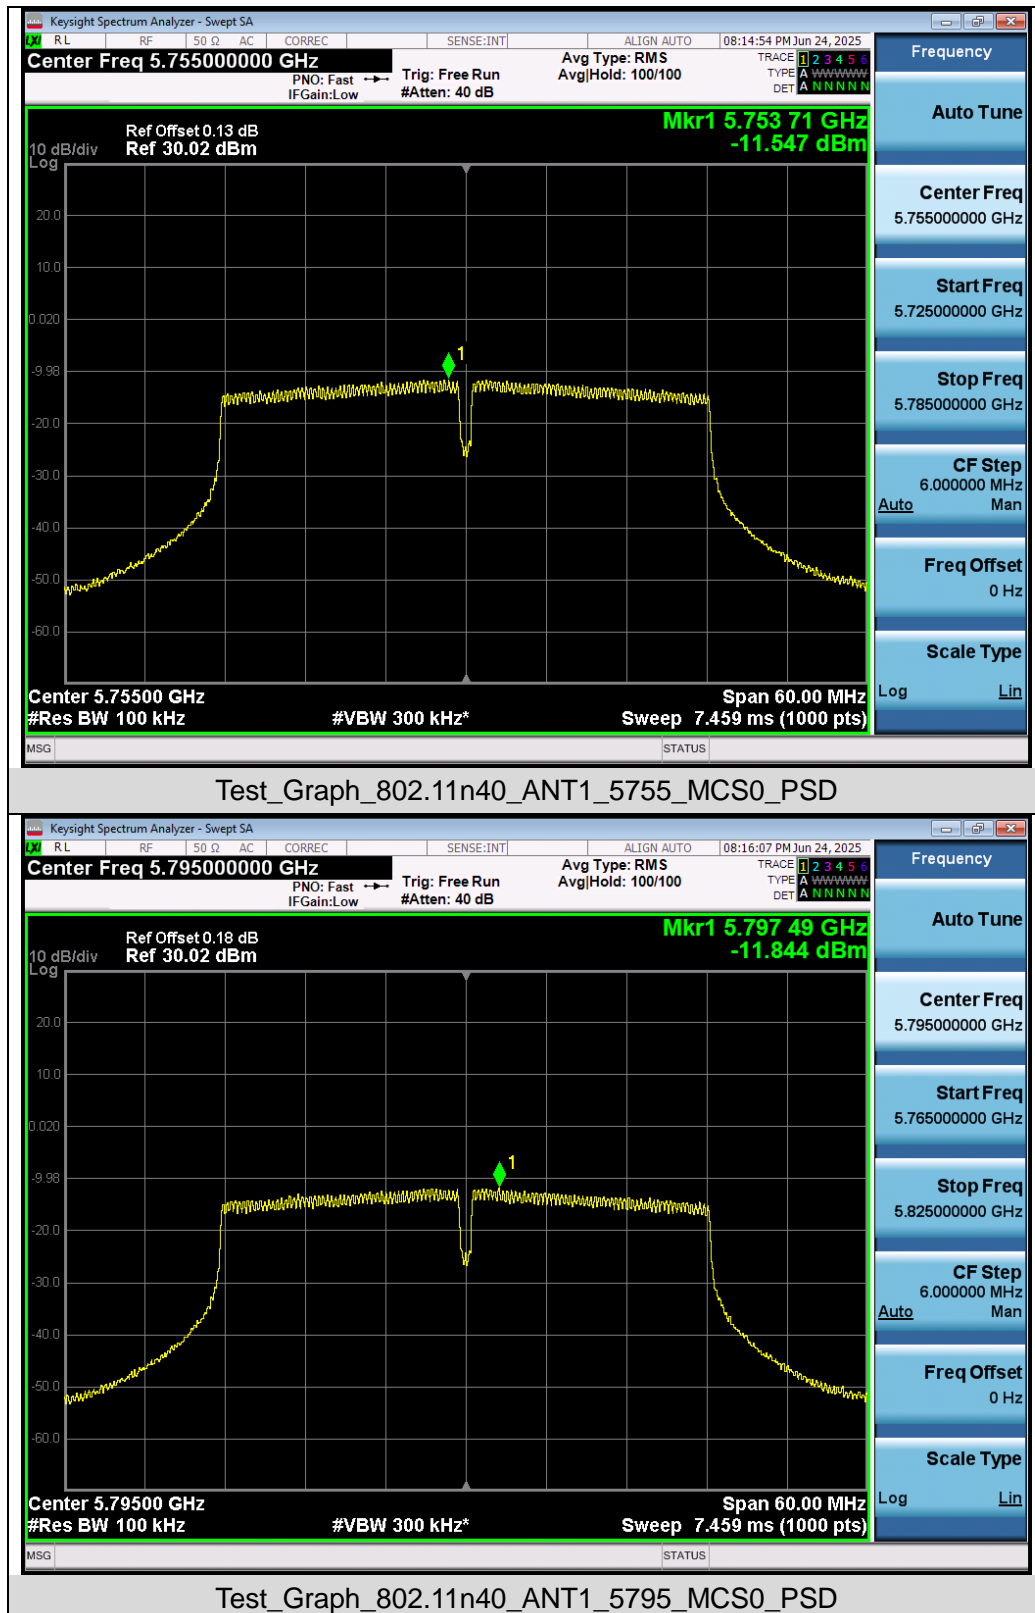 Keysight Spectrum Analyzer - Swept SA
LXI RL RF 50 Ω AC CORREC SENSE:INT ALIGN AUTO 08:14:54 PM Jun 24, 2025
Center Freq 5.755000000 GHz
PNO: Fast
IFGain:Low
Trig: Free Run
#Atten: 40 dB
Avg Type: RMS
Avg|Hold: 100/100
TRACE 1 2 3 4 5 6
TYPE A WWWWW
DET A N N N N N
Ref Offset 0.13 dB
Ref 30.02 dBm
Mkr1 5.753 71 GHz
-11.547 dBm
10 dB/div
Log
20.0
10.0
0.020
-9.98
-20.0
-30.0
-40.0
-50.0
-60.0
1
Center 5.75500 GHz
Span 60.00 MHz
#Res BW 100 kHz
#VBW 300 kHz*
Sweep 7.459 ms (1000 pts)
MSG
STATUS
Frequency
Auto Tune
Center Freq
5.755000000 GHz
Start Freq
5.725000000 GHz
Stop Freq
5.785000000 GHz
CF Step
6.000000 MHz
Auto Man
Freq Offset
0 Hz
Scale Type
Log Lin
Test_Graph_802.11n40_ANT1_5755_MCS0_PSD
Keysight Spectrum Analyzer - Swept SA
LXI RL RF 50 Ω AC CORREC SENSE:INT ALIGN AUTO 08:16:07 PM Jun 24, 2025
Center Freq 5.795000000 GHz
PNO: Fast
IFGain:Low
Trig: Free Run
#Atten: 40 dB
Avg Type: RMS
Avg|Hold: 100/100
TRACE 1 2 3 4 5 6
TYPE A WWWWW
DET A N N N N N
Ref Offset 0.18 dB
Ref 30.02 dBm
Mkr1 5.797 49 GHz
-11.844 dBm
10 dB/div
Log
20.0
10.0
0.020
-9.98
-20.0
-30.0
-40.0
-50.0
-60.0
1
Center 5.79500 GHz
Span 60.00 MHz
#Res BW 100 kHz
#VBW 300 kHz*
Sweep 7.459 ms (1000 pts)
MSG
STATUS
Frequency
Auto Tune
Center Freq
5.795000000 GHz
Start Freq
5.765000000 GHz
Stop Freq
5.825000000 GHz
CF Step
6.000000 MHz
Auto Man
Freq Offset
0 Hz
Scale Type
Log Lin
Test_Graph_802.11n40_ANT1_5795_MCS0_PSD